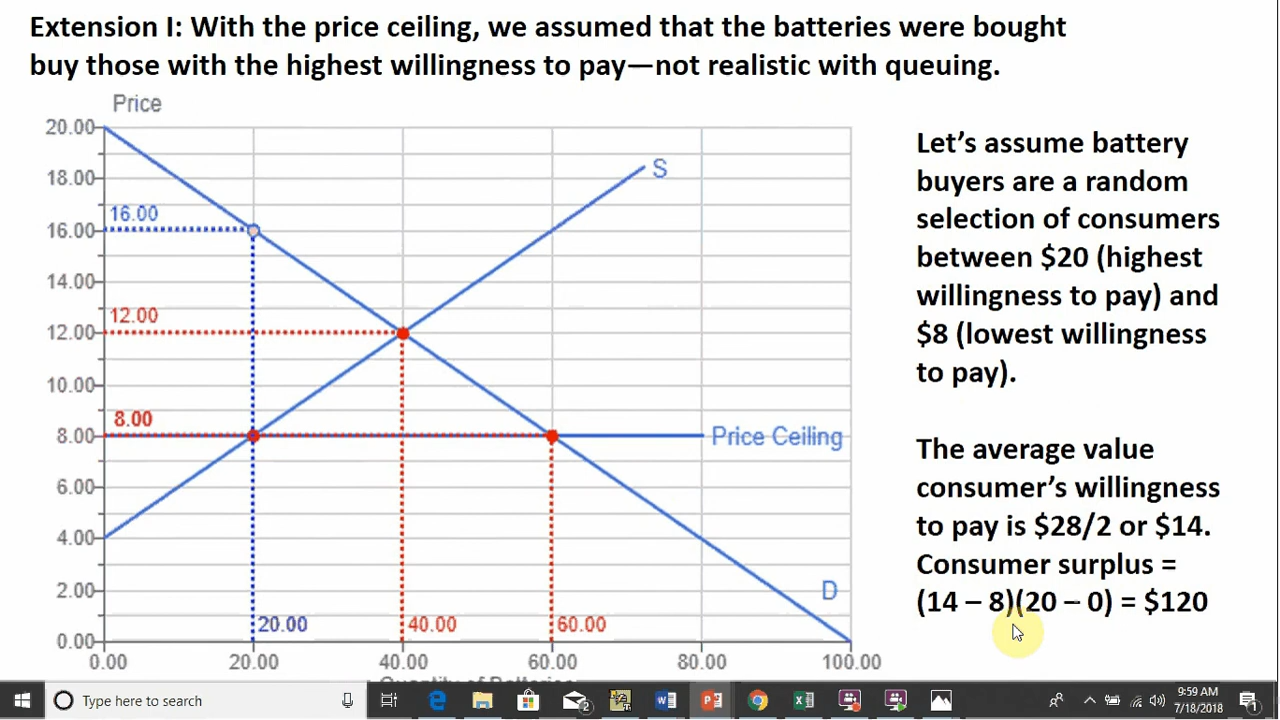 Extension I: With the price ceiling, we assumed that the batteries were bought
buy those with the highest willingness to pay—not realistic with queuing.
Price
20.00
18.00
16.00
14.00
12.00
10.00
8.00
6.00
4.00
2.00
0.00
16.00
12.00
8.00
S
Price Ceiling
D
20.00
40.00
60.00
0.00 20.00 40.00 60.00 80.00 100.00
Let's assume battery
buyers are a random
selection of consumers
between $20 (highest
willingness to pay) and
$8 (lowest willingness
to pay).
The average value
consumer's willingness
to pay is $28/2 or $14.
Consumer surplus =
(14 – 8)(20 – 0) = $120
Type here to search
2
9:59 AM
7/18/2018
1